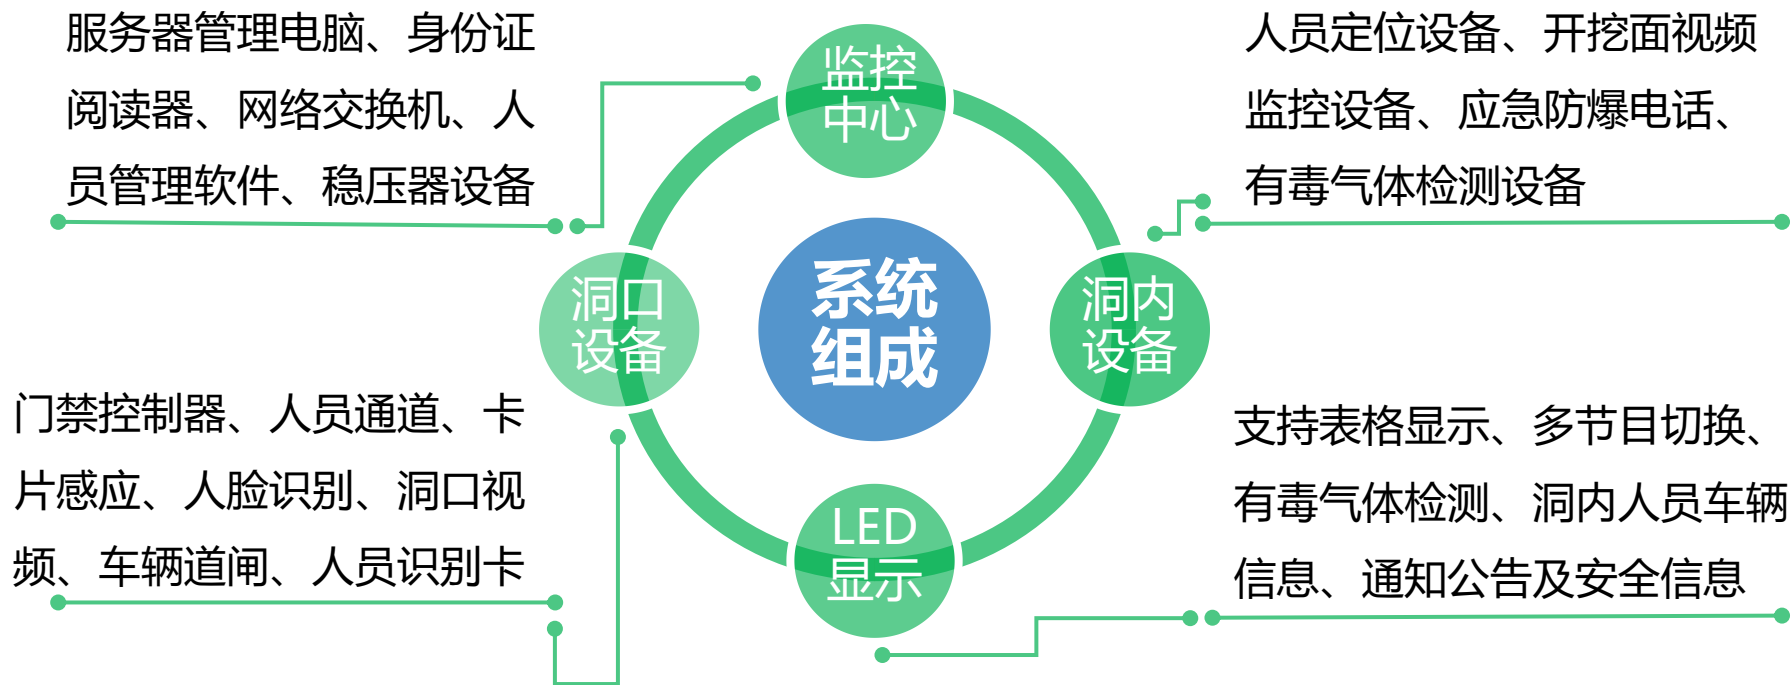 服务器管理电脑、身份证
阅读器、网络交换机、人
员管理软件、稳压器设备
监控
中心
人员定位设备、开挖面视频
监控设备、应急防爆电话、
有毒气体检测设备
洞口
设备
系统
组成
洞内
设备
门禁控制器、人员通道、卡
片感应、人脸识别、洞口视
频、车辆道闸、人员识别卡
LED
显示
支持表格显示、多节目切换、
有毒气体检测、洞内人员车辆
信息、通知公告及安全信息